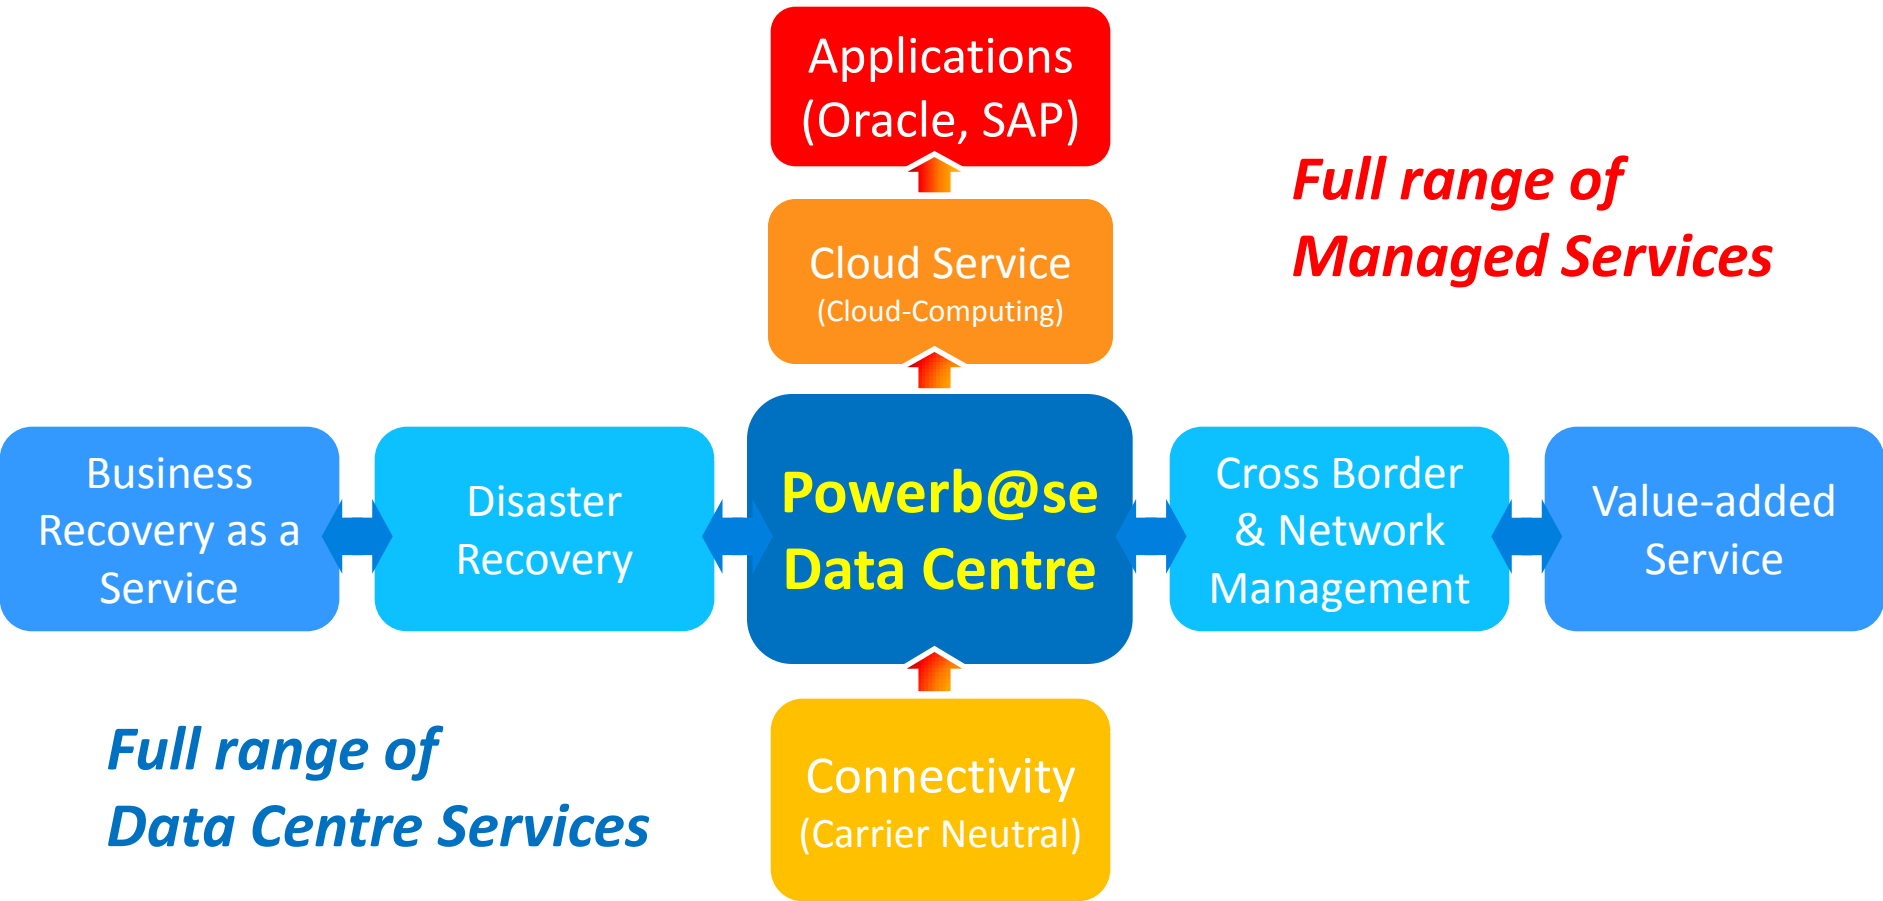 Applications
(Oracle, SAP)
Full range of
Managed Services
Cloud Service
(Cloud-Computing)
Business
Recovery as a
Service
Disaster
Recovery
Powerb@se
Data Centre
Cross Border
& Network
Management
Value-added
Service
Full range of
Data Centre Services
Connectivity
(Carrier Neutral)